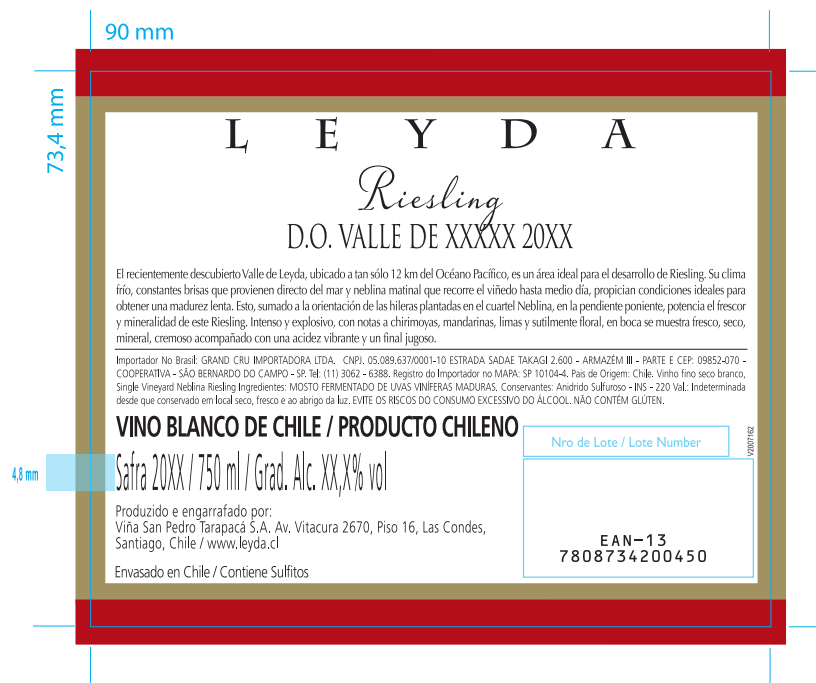 90 mm
73,4 mm
L E Y D A
Riesling
D.O. VALLE DE XXXXX 20XX
El recientemente descubierto Valle de Leyda, ubicado a tan sólo 12 km del Océano Pacífico, es un área ideal para el desarrollo de Riesling. Su clima
frío, constantes brisas que provienen directo del mar y neblina matinal que recorre el viñedo hasta medio día, propician condiciones ideales para
obtener una madurez lenta. Esto, sumado a la orientación de las hileras plantadas en el cuartel Neblina, en la pendiente poniente, potencia el frescor
y mineralidad de este Riesling. Intenso y explosivo, con notas a chirimoyas, mandarinas, limas y sutilmente floral, en boca se muestra fresco, seco,
mineral, cremoso acompañado con una acidez vibrante y un final jugoso.
Importador No Brasil: GRAND CRU IMPORTADORA LTDA. CNPJ. 05.089.637/0001-10 ESTRADA SADAE TAKAGI 2.600 - ARMAZÉM III - PARTE E CEP: 09852-070 -
COOPERATIVA - SÃO BERNARDO DO CAMPO - SP. Tel: (11) 3062 - 6388. Registro do Importador no MAPA: SP 10104-4. Pais de Origem: Chile. Vinho fino seco branco,
Single Vineyard Neblina Riesling Ingredientes: MOSTO FERMENTADO DE UVAS VINÍFERAS MADURAS. Conservantes: Anidrido Sulfuroso - INS - 220 Val.: Indeterminada
desde que conservado em local seco, fresco e ao abrigo da luz. EVITE OS RISCOS DO CONSUMO EXCESSIVO DO ÁLCOOL. NÃO CONTÉM GLÚTEN.
VINO BLANCO DE CHILE / PRODUCTO CHILENO
Nro de Lote / Lote Number
V2007162
4,8 mm
Safra 20XX / 750 ml / Grad. Alc. XX,X% vol
Produzido e engarrafado por:
Viña San Pedro Tarapacá S.A. Av. Vitacura 2670, Piso 16, Las Condes,
Santiago, Chile / www.leyda.cl
EAN-13
7808734200450
Envasado en Chile / Contiene Sulfitos